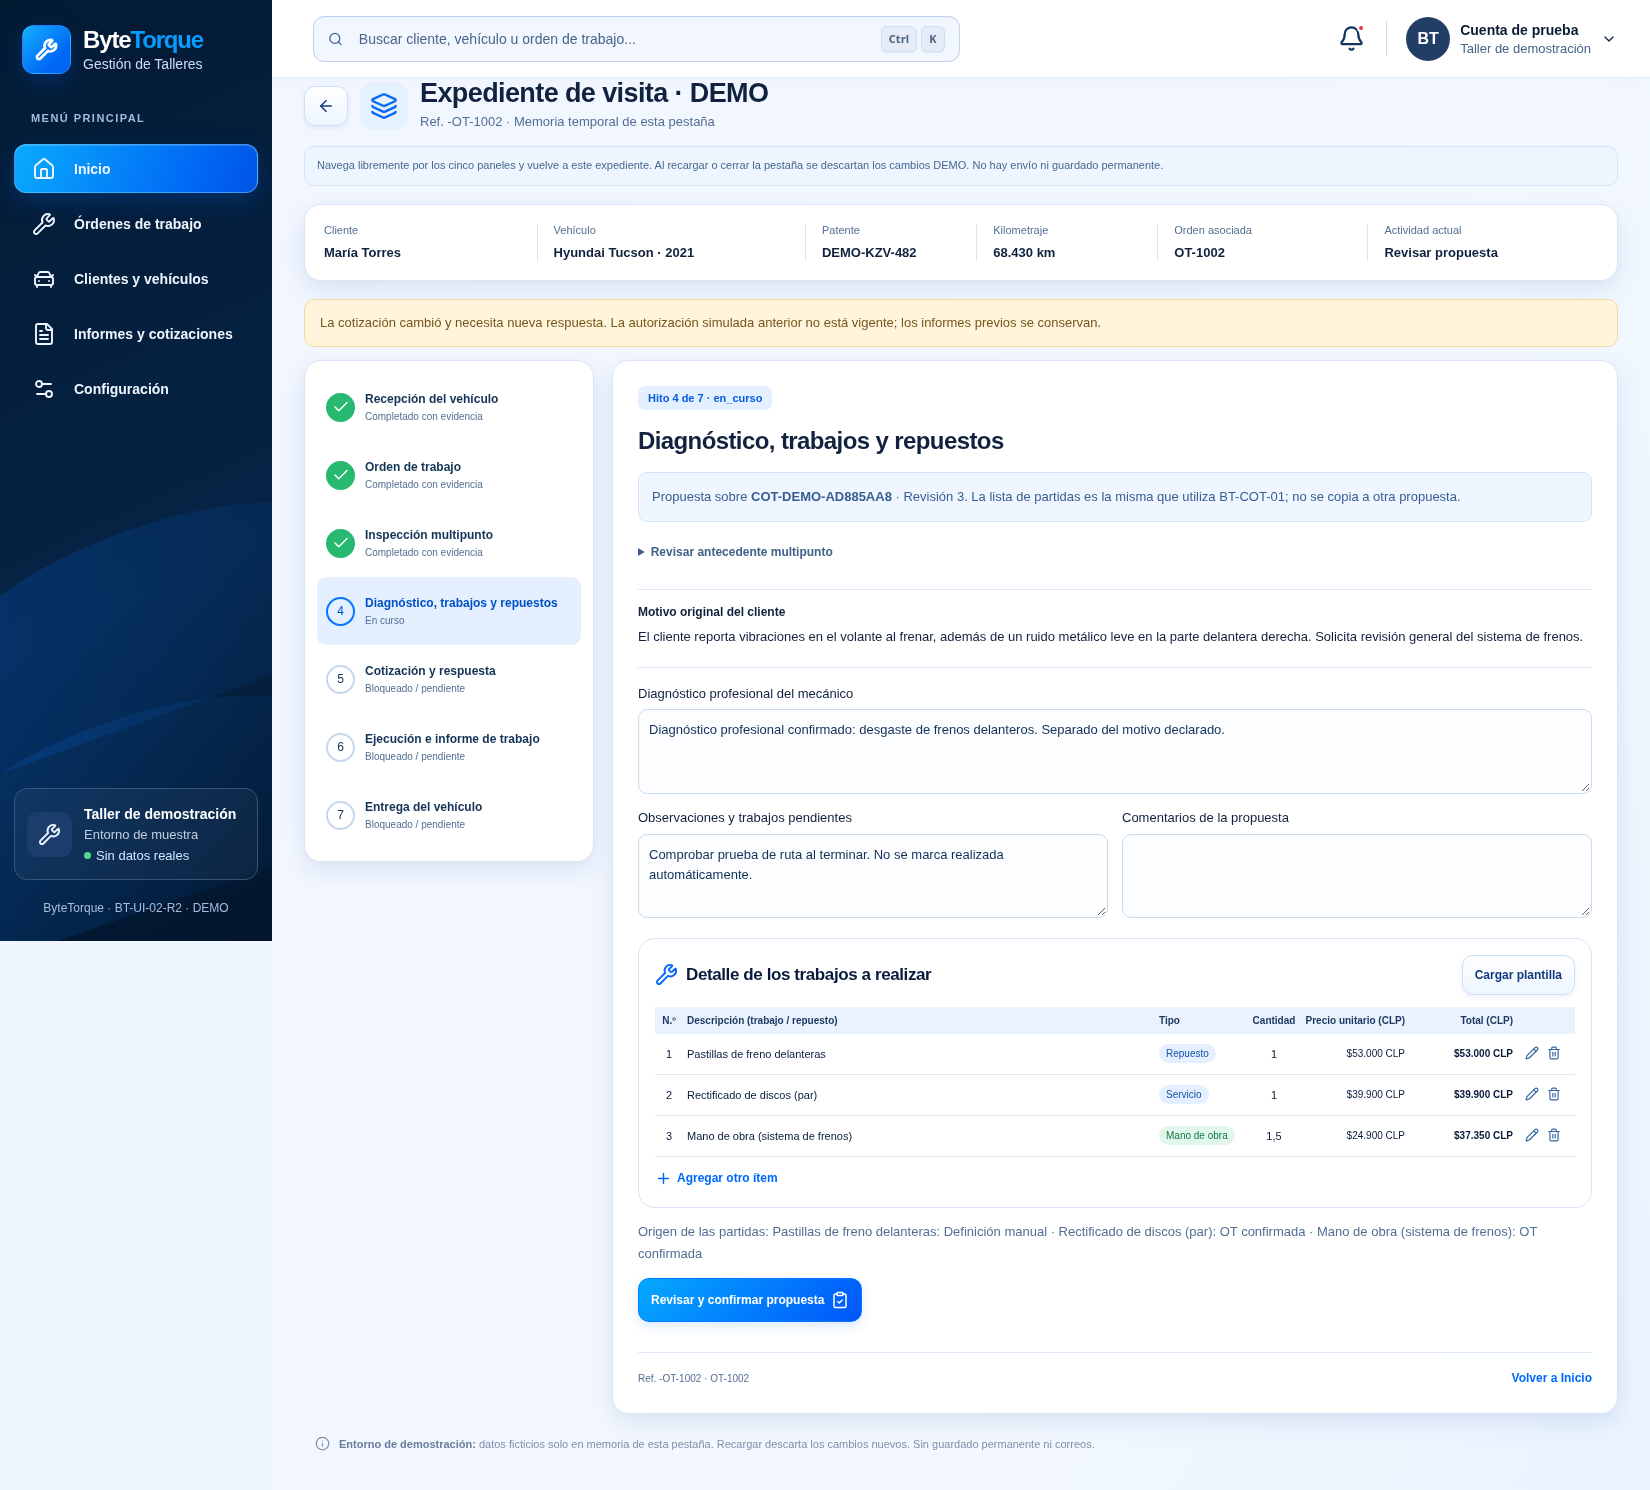 ByteTorque
Gestión de Talleres
MENÚ PRINCIPAL
Inicio
Órdenes de trabajo
Clientes y vehículos
Informes y cotizaciones
Configuración
Taller de demostración
Entorno de muestra
Sin datos reales
ByteTorque · BT-UI-02-R2 · DEMO
Buscar cliente, vehículo u orden de trabajo...
Ctrl K
BT
Cuenta de prueba
Taller de demostración
Expediente de visita · DEMO
Ref. -OT-1002 · Memoria temporal de esta pestaña
Navega libremente por los cinco paneles y vuelve a este expediente. Al recargar o cerrar la pestaña se descartan los cambios DEMO. No hay envío ni guardado permanente.
Cliente
María Torres
Vehículo
Hyundai Tucson · 2021
Patente
DEMO-KZV-482
Kilometraje
68.430 km
Orden asociada
OT-1002
Actividad actual
Revisar propuesta
La cotización cambió y necesita nueva respuesta. La autorización simulada anterior no está vigente; los informes previos se conservan.
Recepción del vehículo
Completado con evidencia
Orden de trabajo
Completado con evidencia
Inspección multipunto
Completado con evidencia
4
Diagnóstico, trabajos y repuestos
En curso
5
Cotización y respuesta
Bloqueado / pendiente
6
Ejecución e informe de trabajo
Bloqueado / pendiente
7
Entrega del vehículo
Bloqueado / pendiente
Hito 4 de 7 · en_curso
Diagnóstico, trabajos y repuestos
Propuesta sobre COT-DEMO-AD885AA8 · Revisión 3. La lista de partidas es la misma que utiliza BT-COT-01; no se copia a otra propuesta.
Revisar antecedente multipunto
Motivo original del cliente
El cliente reporta vibraciones en el volante al frenar, además de un ruido metálico leve en la parte delantera derecha. Solicita revisión general del sistema de frenos.
Diagnóstico profesional del mecánico
Diagnóstico profesional confirmado: desgaste de frenos delanteros. Separado del motivo declarado.
Observaciones y trabajos pendientes
Comprobar prueba de ruta al terminar. No se marca realizada
automáticamente.
Comentarios de la propuesta
Detalle de los trabajos a realizar
Cargar plantilla
N.º Descripción (trabajo / repuesto) Tipo Cantidad Precio unitario (CLP) Total (CLP)
1 Pastillas de freno delanteras Repuesto 1 $53.000 CLP $53.000 CLP
2 Rectificado de discos (par) Servicio 1 $39.900 CLP $39.900 CLP
3 Mano de obra (sistema de frenos) Mano de obra 1,5 $24.900 CLP $37.350 CLP
Agregar otro ítem
Origen de las partidas: Pastillas de freno delanteras: Definición manual · Rectificado de discos (par): OT confirmada · Mano de obra (sistema de frenos): OT
confirmada
Revisar y confirmar propuesta
Ref. -OT-1002 · OT-1002
Volver a Inicio
Entorno de demostración: datos ficticios solo en memoria de esta pestaña. Recargar descarta los cambios nuevos. Sin guardado permanente ni correos.